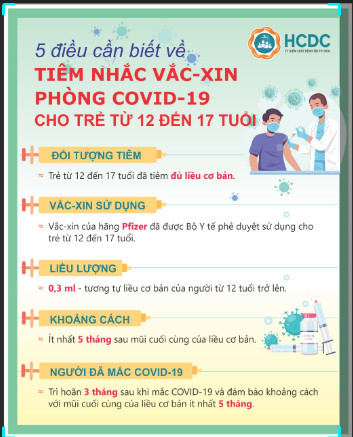 5 điều cần biết về
TIÊM NHẮC VẮC-XIN
PHÒNG COVID-19
CHO TRẺ TỪ 12 ĐẾN 17 TUỔI
HCDC
ĐỐI TƯỢNG TIÊM
≈ Trẻ từ 12 đến 17 tuổi đã tiêm đủ liều cơ bản.
VẮC-XIN SỬ DỤNG
≈ Vắc-xin của hãng Pfizer đã được Bộ Y tế phê duyệt sử dụng cho
trẻ từ 12 đến 17 tuổi.
LIỀU LƯỢNG
≈ 0,3 ml - tương tự liều cơ bản của người từ 12 tuổi trở lên.
KHOẢNG CÁCH
≈ Ít nhất 5 tháng sau mũi cuối cùng của liều cơ bản.
NGƯỜI ĐÃ MẮC COVID-19
≈ Trì hoãn 3 tháng sau khi mắc COVID-19 và đảm bảo khoảng cách
với mũi cuối cùng của liều cơ bản ít nhất 5 tháng.